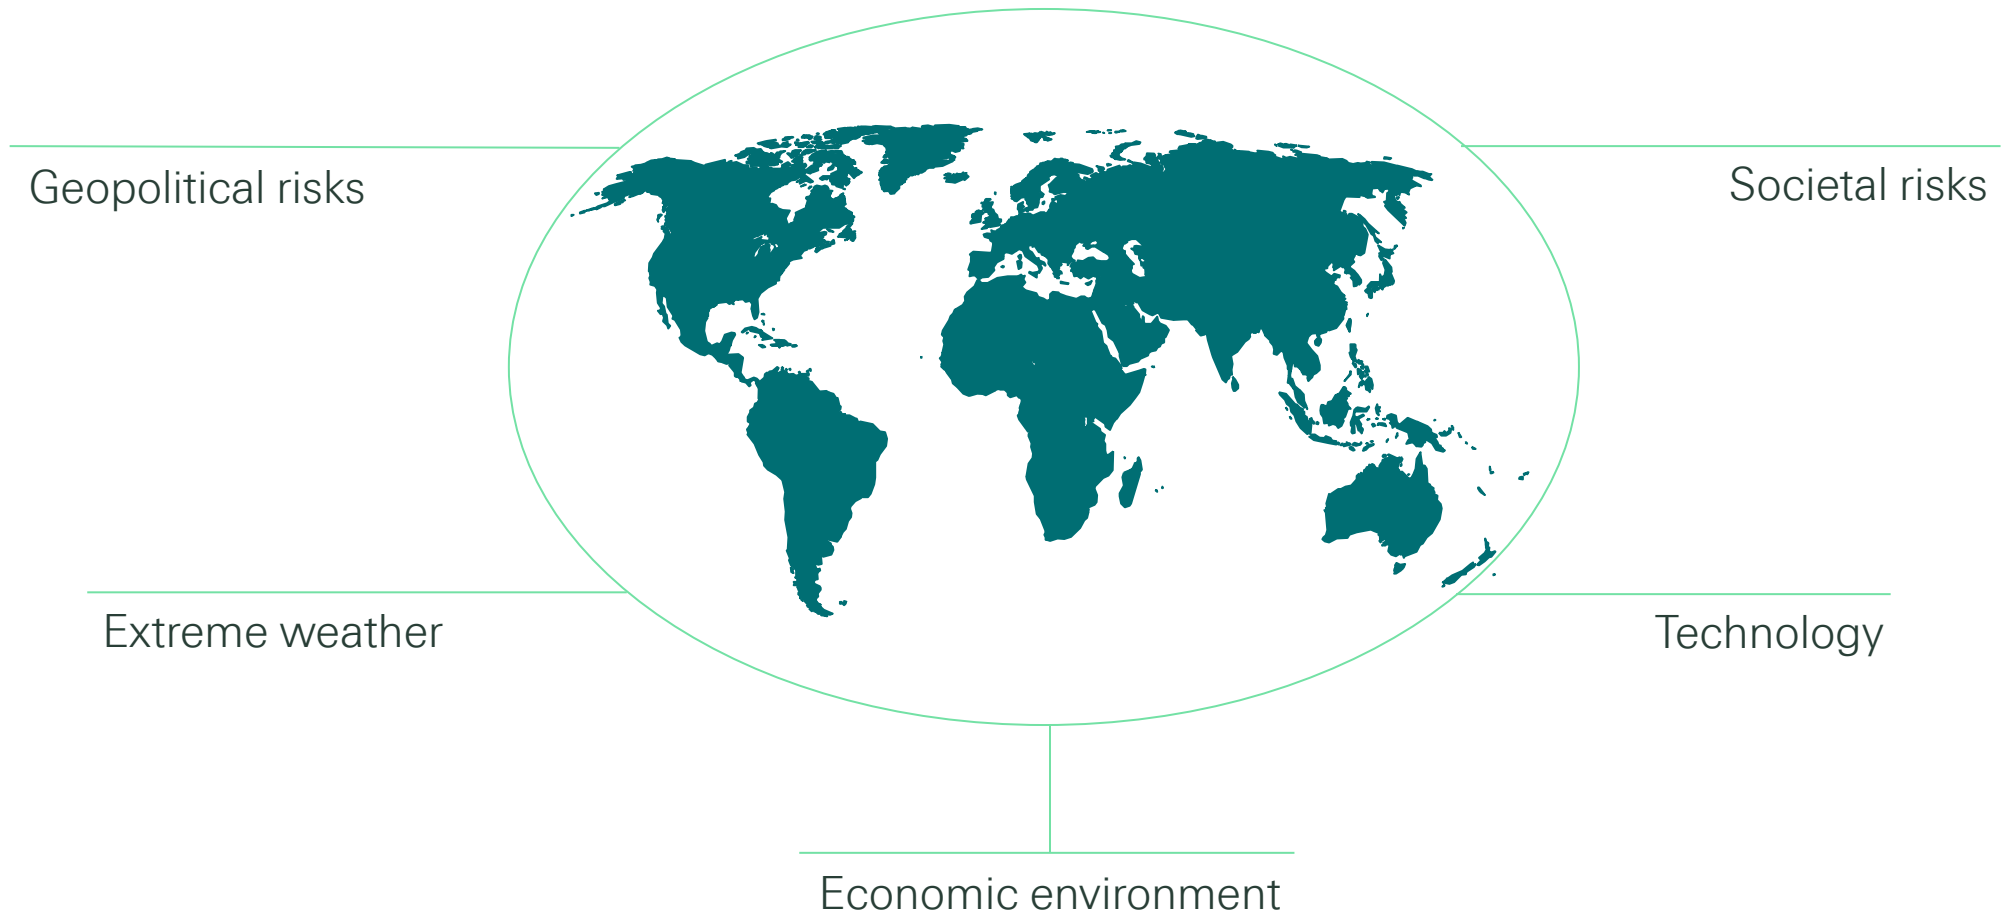 Geopolitical risks
Societal risks
Extreme weather
Technology
Economic environment